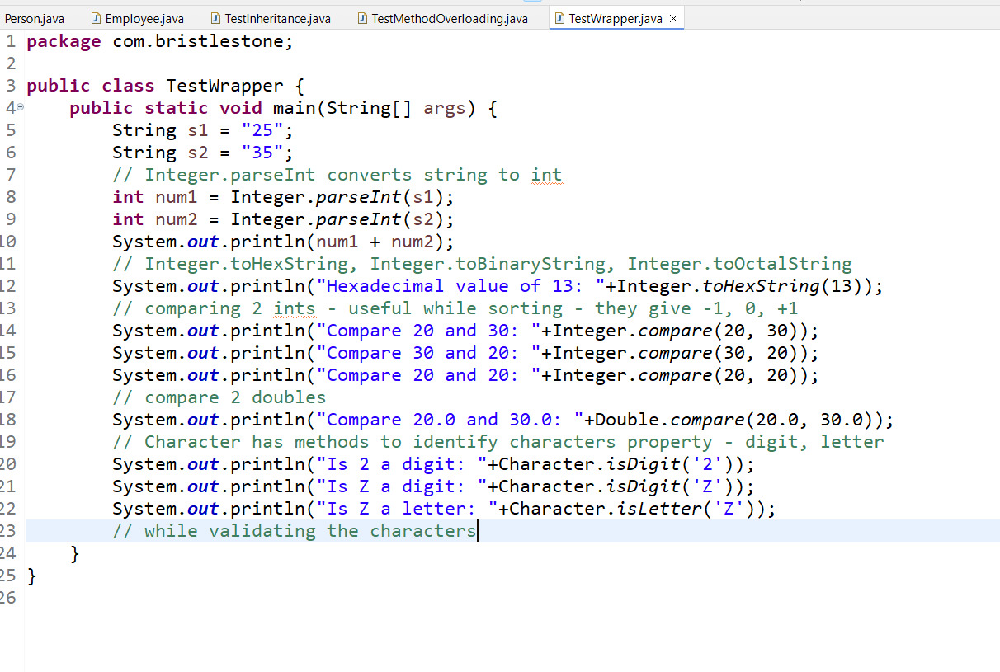 Person.java Employee.java TestInheritance.java TestMethodOverloading.java TestWrapper.java
1 package com.bristlestone;
2
3 public class TestWrapper {
4 public static void main(String[] args) {
5 String s1 = "25";
6 String s2 = "35";
7 // Integer.parseInt converts string to int
8 int num1 = Integer.parseInt(s1);
9 int num2 = Integer.parseInt(s2);
10 System.out.println(num1 + num2);
11 // Integer.toHexString, Integer.toBinaryString, Integer.toOctalString
12 System.out.println("Hexadecimal value of 13: "+Integer.toHexString(13));
13 // comparing 2 ints - useful while sorting - they give -1, 0, +1
14 System.out.println("Compare 20 and 30: "+Integer.compare(20, 30));
15 System.out.println("Compare 30 and 20: "+Integer.compare(30, 20));
16 System.out.println("Compare 20 and 20: "+Integer.compare(20, 20));
17 // compare 2 doubles
18 System.out.println("Compare 20.0 and 30.0: "+Double.compare(20.0, 30.0));
19 // Character has methods to identify characters property - digit, letter
20 System.out.println("Is 2 a digit: "+Character.isDigit('2'));
21 System.out.println("Is Z a digit: "+Character.isDigit('Z'));
22 System.out.println("Is Z a letter: "+Character.isLetter('Z'));
23 // while validating the characters
24 }
25 }
26